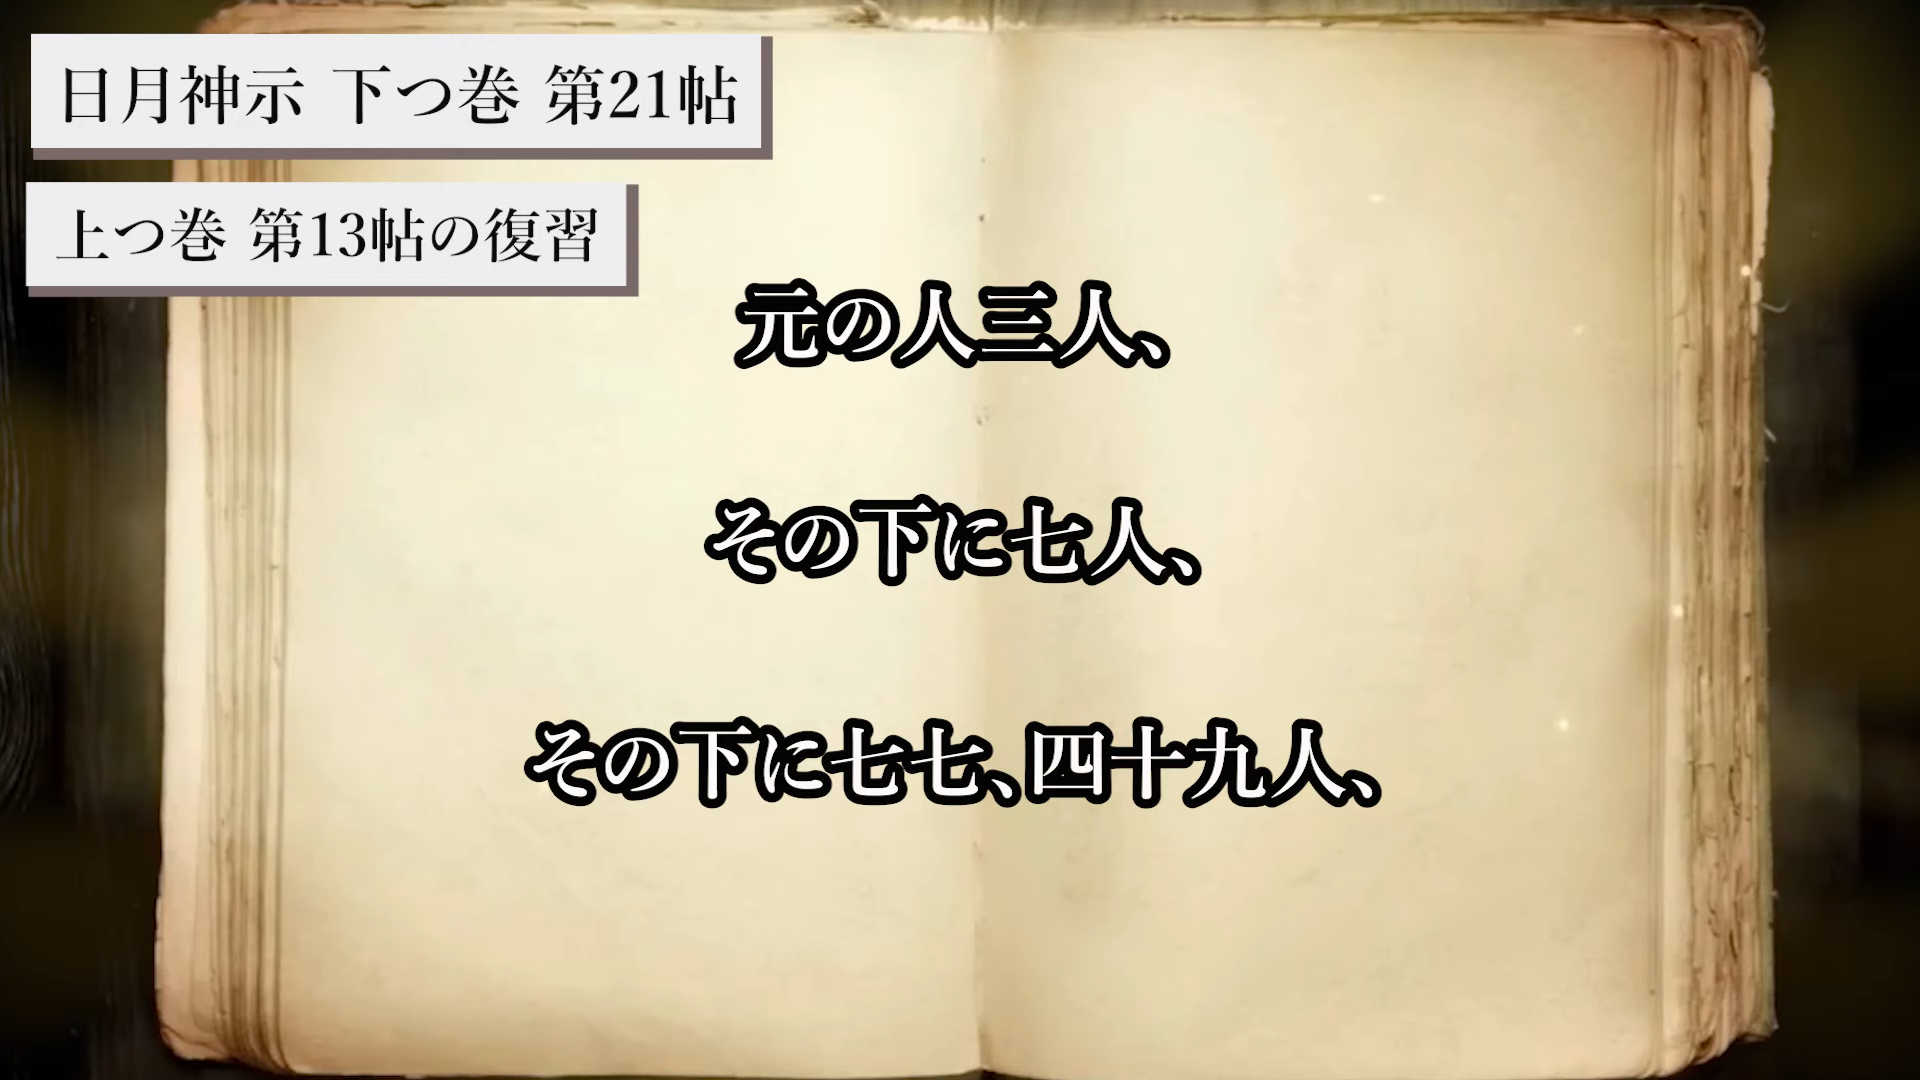 日月神示 下つ巻 第21帖
上つ巻 第13帖の復習
元の人三人、
その下に七人、
その下に七七、四十九人、